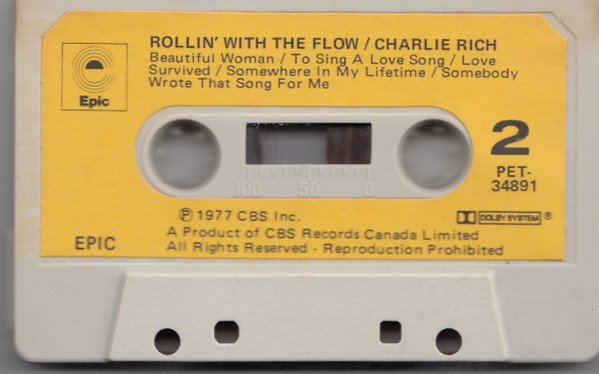 ROLLIN' WITH THE FLOW / CHARLIE RICH
Beautiful Woman / To Sing A Love Song / Love
Survived / Somewhere In My Lifetime / Somebody
Wrote That Song For Me
Epic
2
PET-
34891
100 50 0
Ⓟ 1977 CBS Inc.
DOLBY SYSTEM ®
A Product of CBS Records Canada Limited
EPIC
All Rights Reserved - Reproduction Prohibited